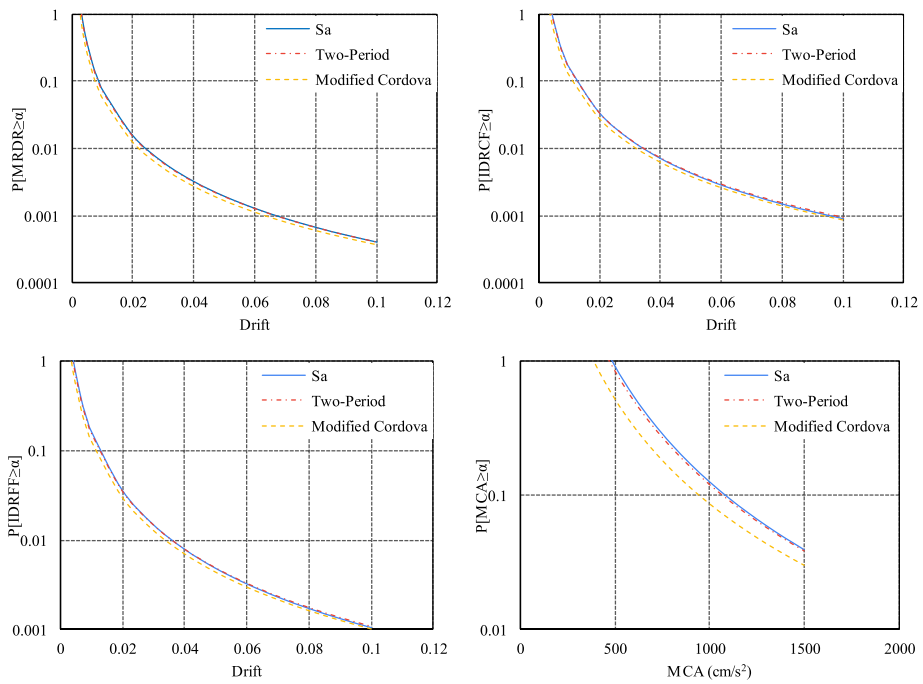 1
0.1
0.01
0.001
0.0001
P[MRDR≥α]
Sa
Two-Period
Modified Cordova
0 0.02 0.04 0.06 0.08 0.1 0.12
Drift
1
0.1
0.01
0.001
0.0001
P[IDRCF≥α]
Sa
Two-Period
Modified Cordova
0 0.02 0.04 0.06 0.08 0.1 0.12
Drift
1
0.1
0.01
0.001
P[IDRFF≥α]
Sa
Two-Period
Modified Cordova
0 0.02 0.04 0.06 0.08 0.1 0.12
Drift
1
0.1
0.01
P[MCA≥α]
Sa
Two-Period
Modified Cordova
0 500 1000 1500 2000
MCA (cm/s²)